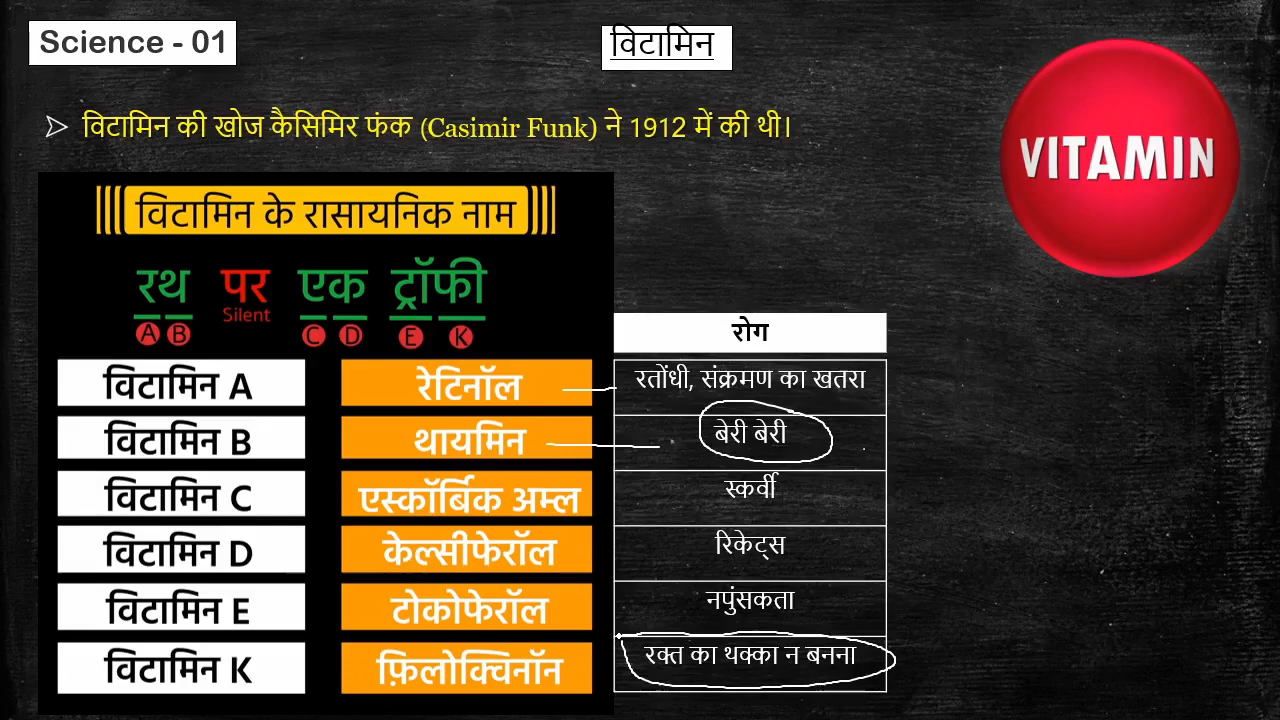 Science - 01
विटामिन
विटामिन की खोज कैसिमिर फंक (Casimir Funk) ने 1912 में की थी।
VITAMIN
विटामिन के रासायनिक नाम
रथ पर एक ट्रॉफी
Silent
A B C D E K
रोग
विटामिन A रेटिनॉल रतोंधी, संक्रमण का खतरा
विटामिन B थायमिन बेरी बेरी
विटामिन C एस्कॉर्बिक अम्ल स्कर्वी
विटामिन D केल्सीफेरॉल रिकेट्स
विटामिन E टोकोफेरॉल नपुंसकता
विटामिन K फ़िलोक्विनॉन रक्त का थक्का न बनना